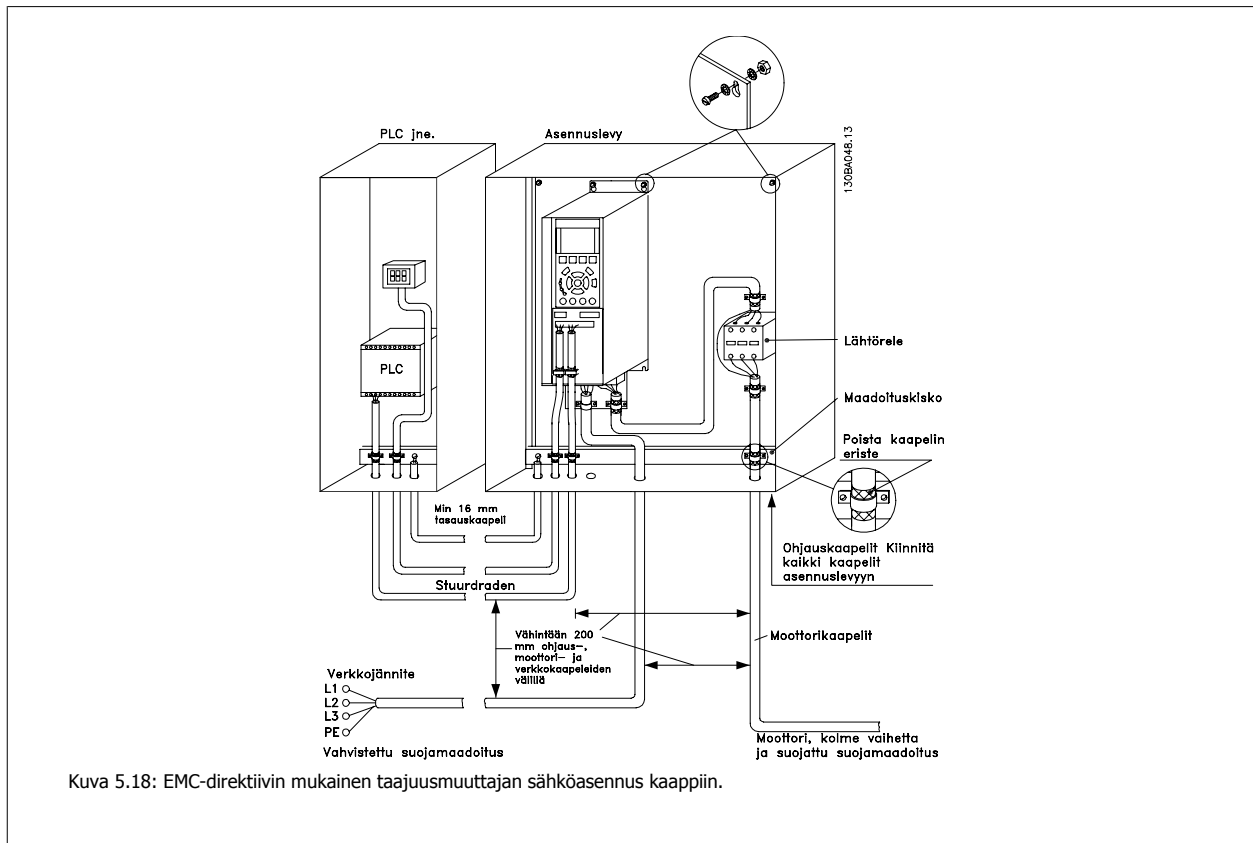 PLC jne.
Asennuslevy
130BA048.13
PLC
Lähtörele
Maadoituskisko
Poista kaapelin
eriste
Min 16 mm
tasauskaapeli
Ohjauskaapelit Kiinnitä
kaikki kaapelit
asennuslevyyn
Stuurdraden
Vähintään 200
mm ohjaus-,
moottori- ja
verkkokaapeleiden
välillä
Moottorikaapelit
Verkkojännite
L1
L2
L3
PE
Vahvistettu suojamaadoitus
Moottori, kolme vaihetta
ja suojattu suojamaadoitus
Kuva 5.18: EMC-direktiivin mukainen taajuusmuuttajan sähköasennus kaappiin.